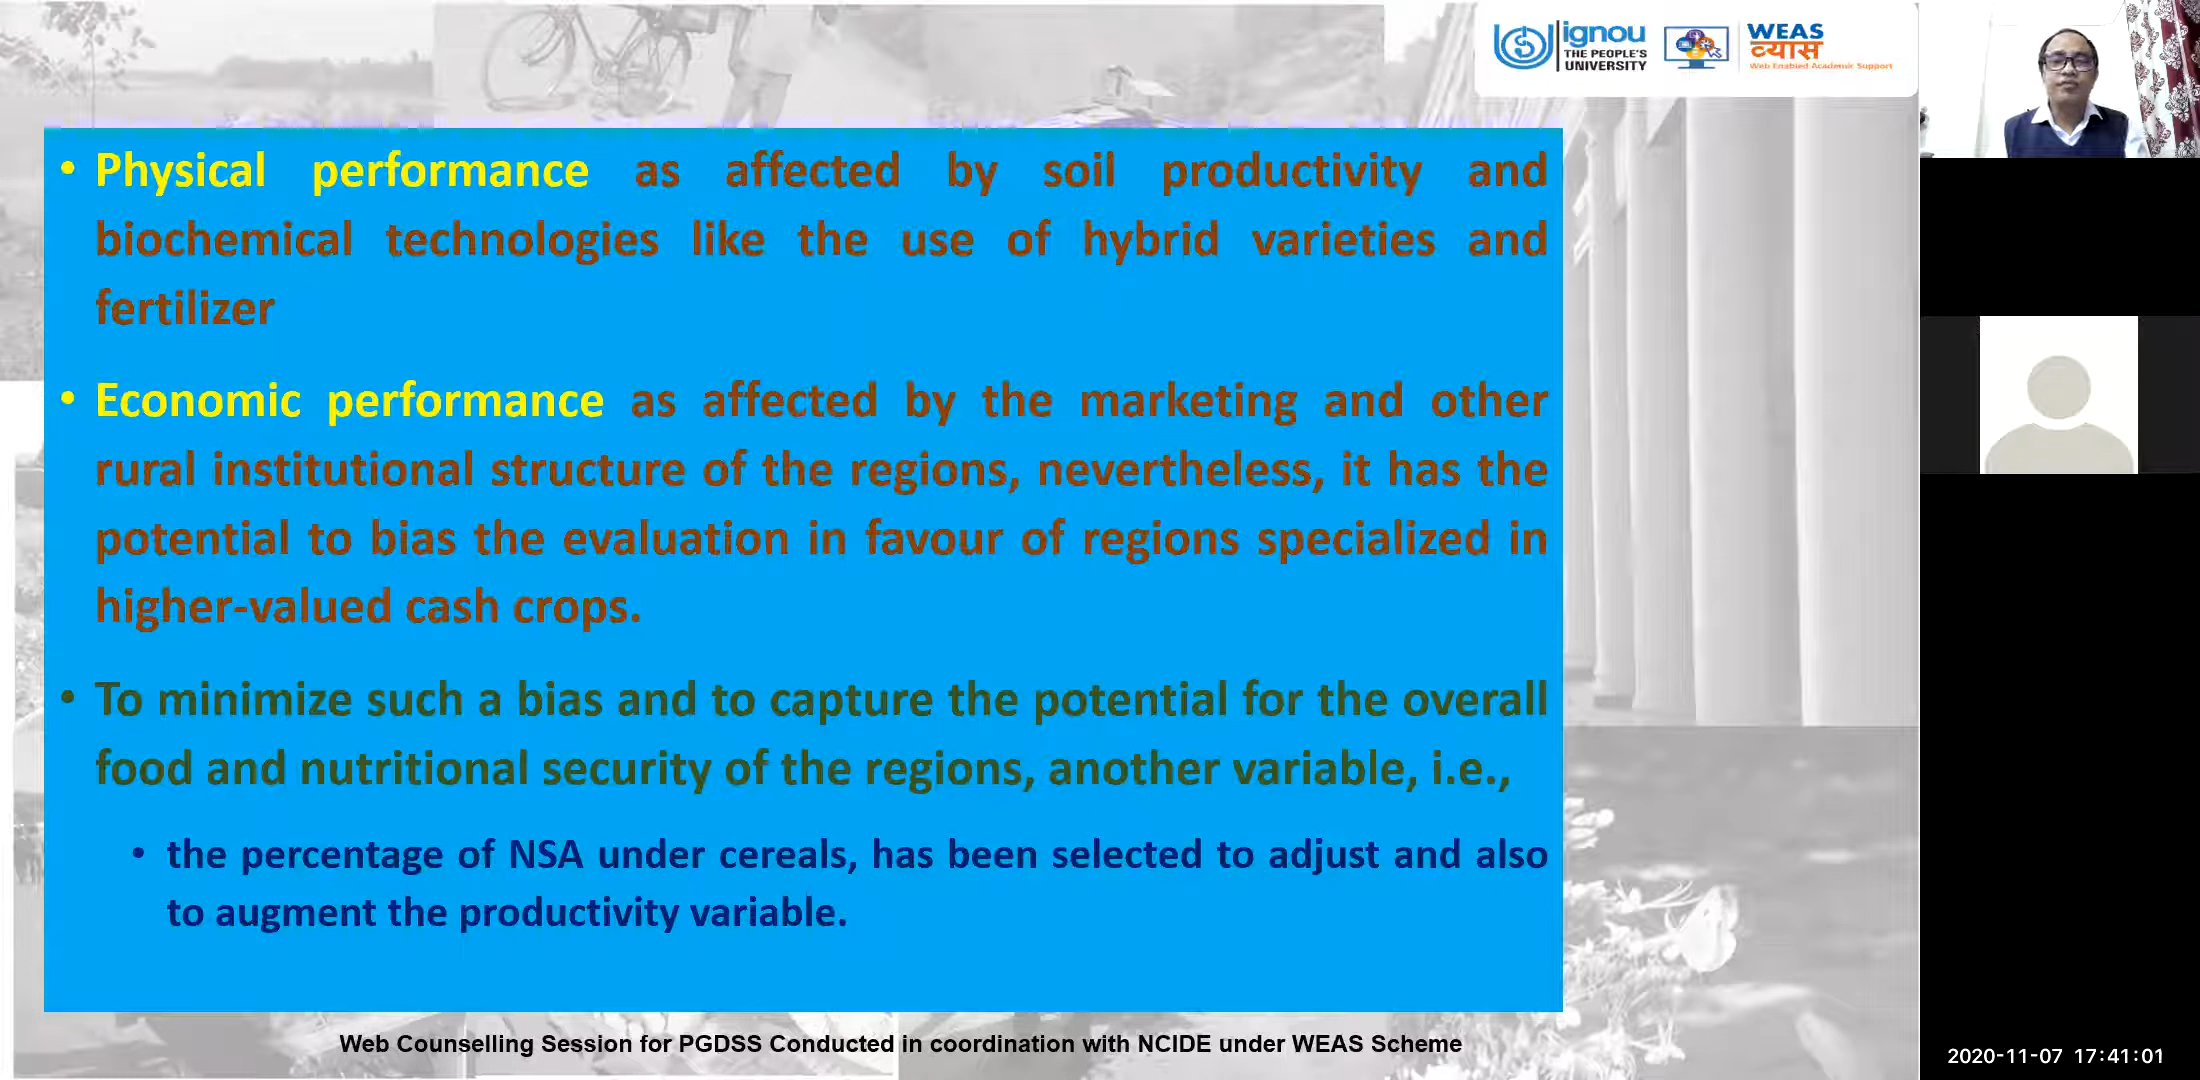 ignou
THE PEOPLE'S
UNIVERSITY
WEAS
व्यास
Web Enabled Academic Support
• Physical performance as affected by soil productivity and
biochemical technologies like the use of hybrid varieties and
fertilizer
• Economic performance as affected by the marketing and other
rural institutional structure of the regions, nevertheless, it has the
potential to bias the evaluation in favour of regions specialized in
higher-valued cash crops.
• To minimize such a bias and to capture the potential for the overall
food and nutritional security of the regions, another variable, i.e.,
• the percentage of NSA under cereals, has been selected to adjust and also
to augment the productivity variable.
Web Counselling Session for PGDSS Conducted in coordination with NCIDE under WEAS Scheme
2020-11-07 17:41:01